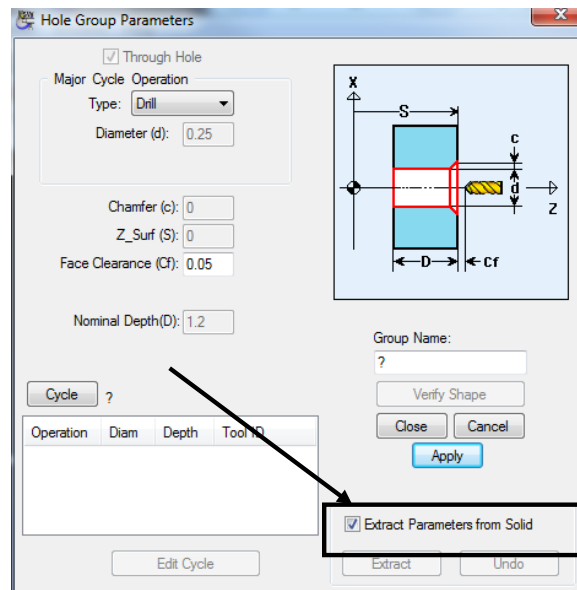 Hole Group Parameters
Through Hole
Major Cycle Operation
Type: Drill
Diameter (d): 0.25
Chamfer (c): 0
Z_Surf (S): 0
Face Clearance (Cf): 0.05
Nominal Depth(D): 1.2
X
S
c
d
Z
D
Cf
Group Name:
?
Cycle ?
Verify Shape
Close Cancel
Apply
Operation Diam Depth Tool ID
Extract Parameters from Solid
Edit Cycle
Extract Undo